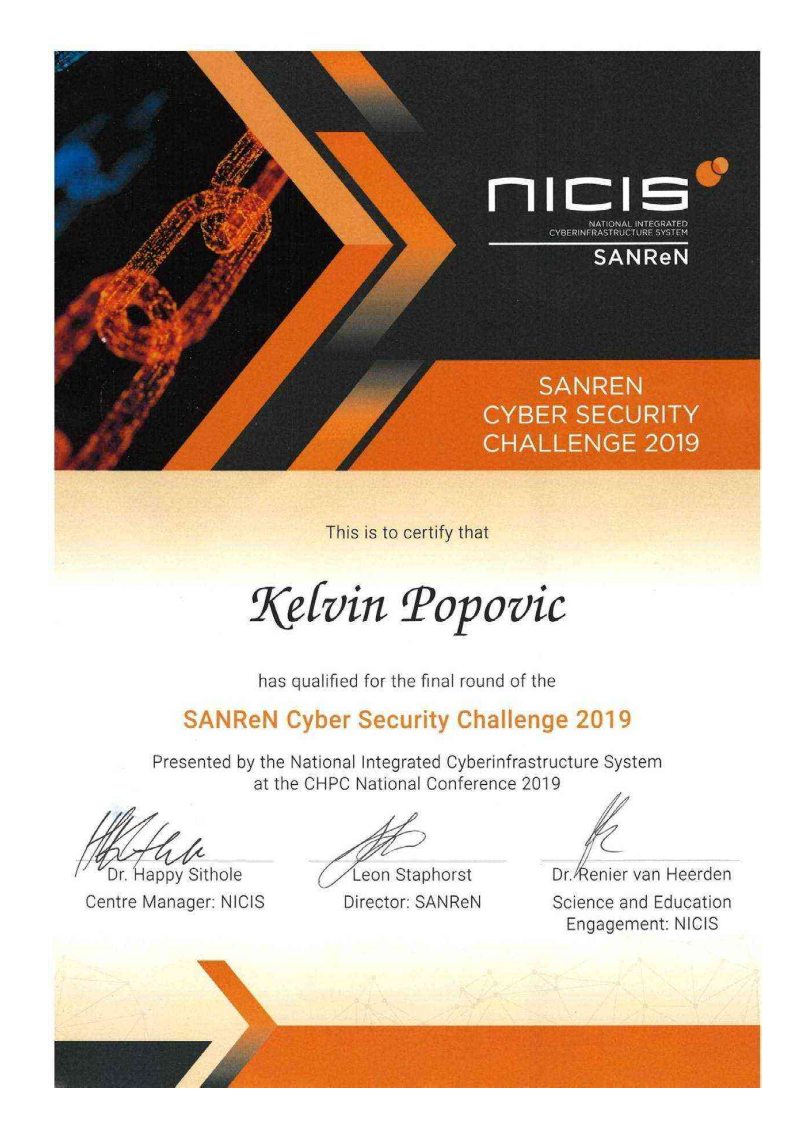 NICIS
NATIONAL INTEGRATED
CYBERINFRASTRUCTURE SYSTEM
SANReN
SANREN
CYBER SECURITY
CHALLENGE 2019
This is to certify that
Kelvin Popovic
has qualified for the final round of the
SANReN Cyber Security Challenge 2019
Presented by the National Integrated Cyberinfrastructure System
at the CHPC National Conference 2019
Dr. Happy Sithole
Centre Manager: NICIS
Leon Staphorst
Director: SANReN
Dr. Renier van Heerden
Science and Education
Engagement: NICIS